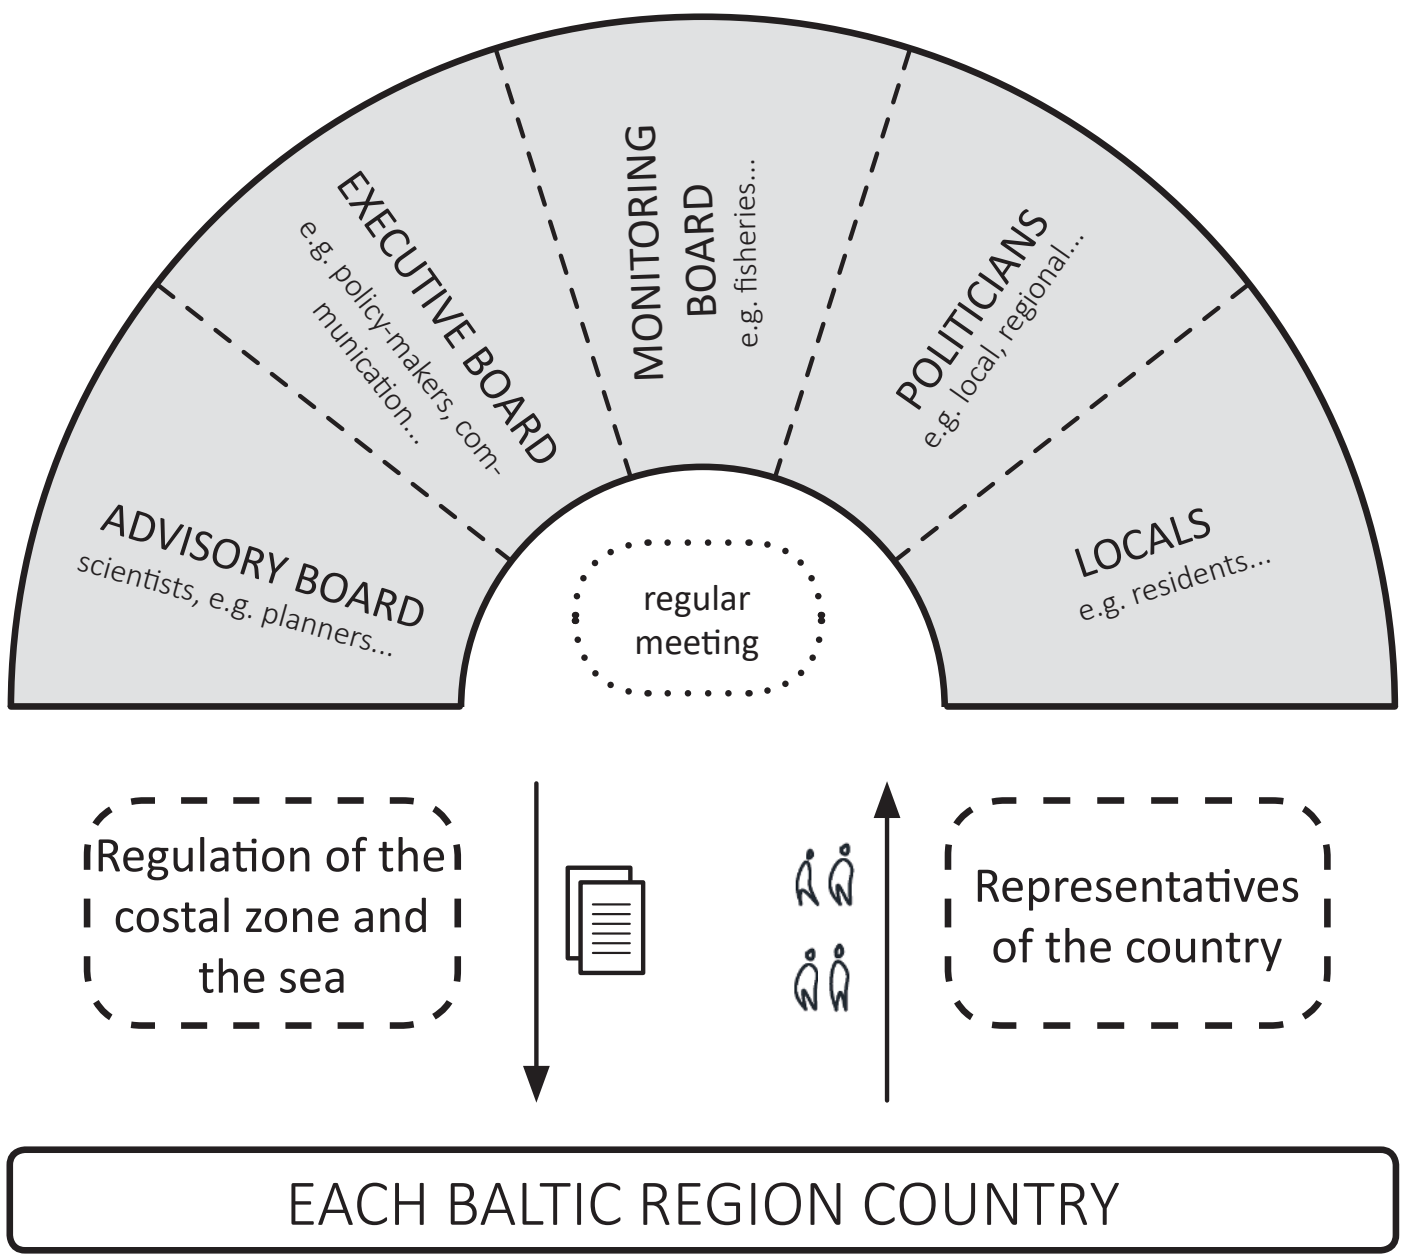 ADVISORY BOARD
scientists, e.g. planners...
EXECUTIVE BOARD
e.g. policy-makers, com-
munication...
MONITORING
BOARD
e.g. fisheries...
POLITICIANS
e.g. local, regional...
LOCALS
e.g. residents...
regular
meeting
Regulation of the
costal zone and
the sea
Representatives
of the country
EACH BALTIC REGION COUNTRY